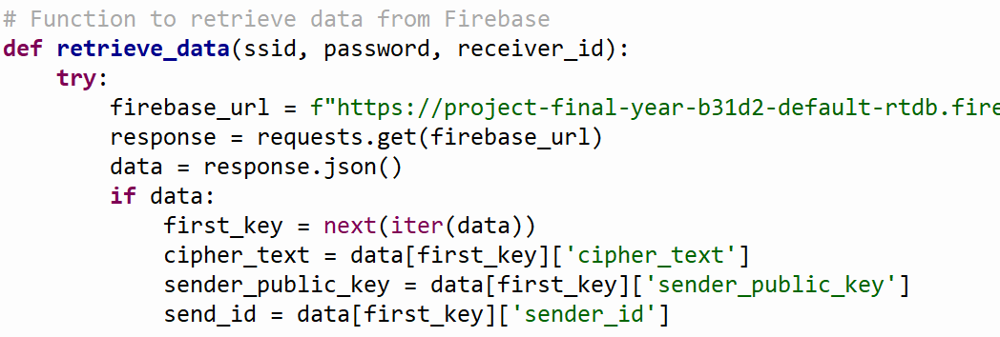 # Function to retrieve data from Firebase
def retrieve_data(ssid, password, receiver_id):
    try:
        firebase_url = f"https://project-final-year-b31d2-default-rtdb.fire
        response = requests.get(firebase_url)
        data = response.json()
        if data:
            first_key = next(iter(data))
            cipher_text = data[first_key]['cipher_text']
            sender_public_key = data[first_key]['sender_public_key']
            send_id = data[first_key]['sender_id']